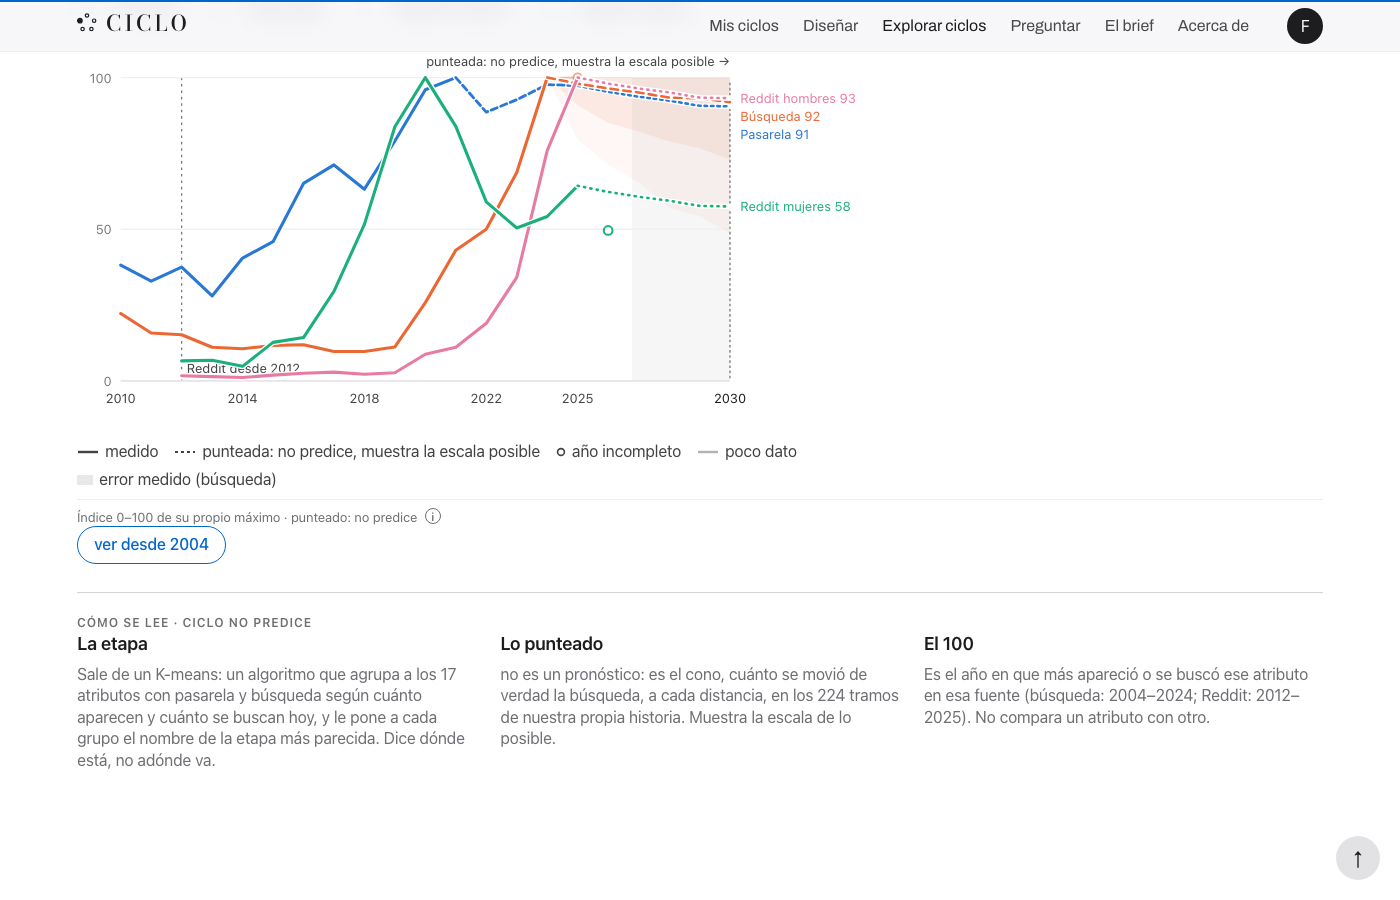 CICLO
Mis ciclos
Diseñar
Explorar ciclos
Preguntar
El brief
Acerca de
F
punteada: no predice, muestra la escala posible →
100
50
0
Reddit hombres 93
Búsqueda 92
Pasarela 91
Reddit mujeres 58
Reddit desde 2012
2010 2014 2018 2022 2025 2030
medido punteada: no predice, muestra la escala posible año incompleto poco dato
error medido (búsqueda)
Índice 0–100 de su propio máximo · punteado: no predice
ver desde 2004
CÓMO SE LEE · CICLO NO PREDICE
La etapa
Sale de un K-means: un algoritmo que agrupa a los 17
atributos con pasarela y búsqueda según cuánto
aparecen y cuánto se buscan hoy, y le pone a cada
grupo el nombre de la etapa más parecida. Dice dónde
está, no adónde va.
Lo punteado
no es un pronóstico: es el cono, cuánto se movió de
verdad la búsqueda, a cada distancia, en los 224 tramos
de nuestra propia historia. Muestra la escala de lo
posible.
El 100
Es el año en que más apareció o se buscó ese atributo
en esa fuente (búsqueda: 2004–2024; Reddit: 2012–
2025). No compara un atributo con otro.
↑